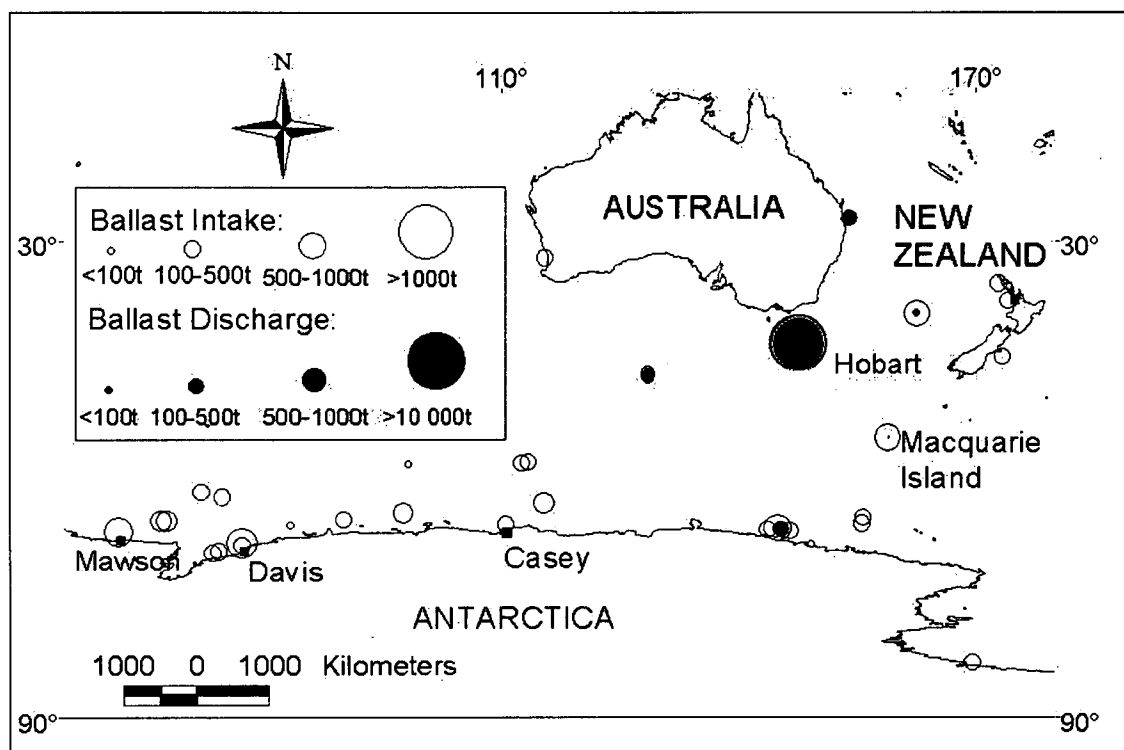 N
110°
170°
AUSTRALIA
NEW
ZEALAND
30°
30°
Ballast Intake:
<100t 100-500t 500-1000t >1000t
Ballast Discharge:
<100t 100-500t 500-1000t >10 000t
Hobart
Macquarie
Island
Mawson
Davis
Casey
ANTARCTICA
1000 0 1000 Kilometers
90°
90°